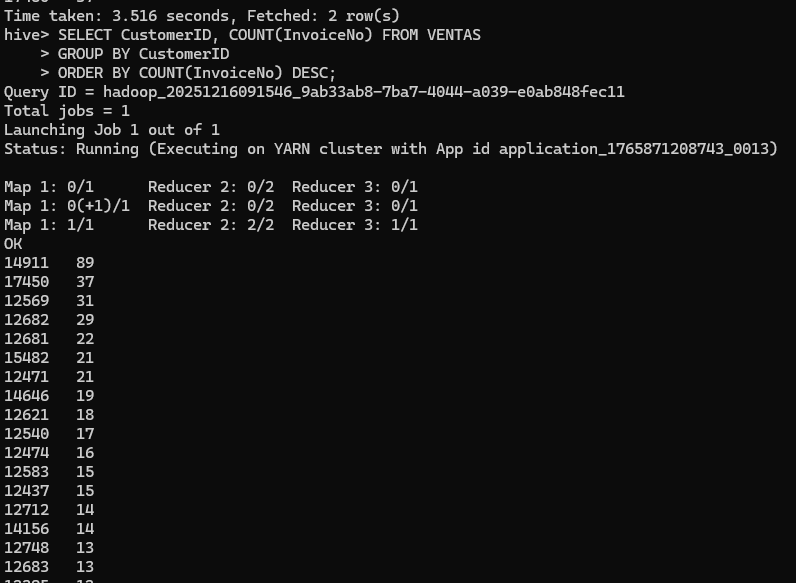 Time taken: 3.516 seconds, Fetched: 2 row(s)
hive> SELECT CustomerID, COUNT(InvoiceNo) FROM VENTAS
    > GROUP BY CustomerID
    > ORDER BY COUNT(InvoiceNo) DESC;
Query ID = hadoop_20251216091546_9ab33ab8-7ba7-4044-a039-e0ab848fec11
Total jobs = 1
Launching Job 1 out of 1
Status: Running (Executing on YARN cluster with App id application_1765871208743_0013)
Map 1: 0/1      Reducer 2: 0/2  Reducer 3: 0/1
Map 1: 0(+1)/1  Reducer 2: 0/2  Reducer 3: 0/1
Map 1: 1/1      Reducer 2: 2/2  Reducer 3: 1/1
OK
14911   89
17450   37
12569   31
12682   29
12681   22
15482   21
12471   21
14646   19
12621   18
12540   17
12474   16
12583   15
12437   15
12712   14
14156   14
12748   13
12683   13